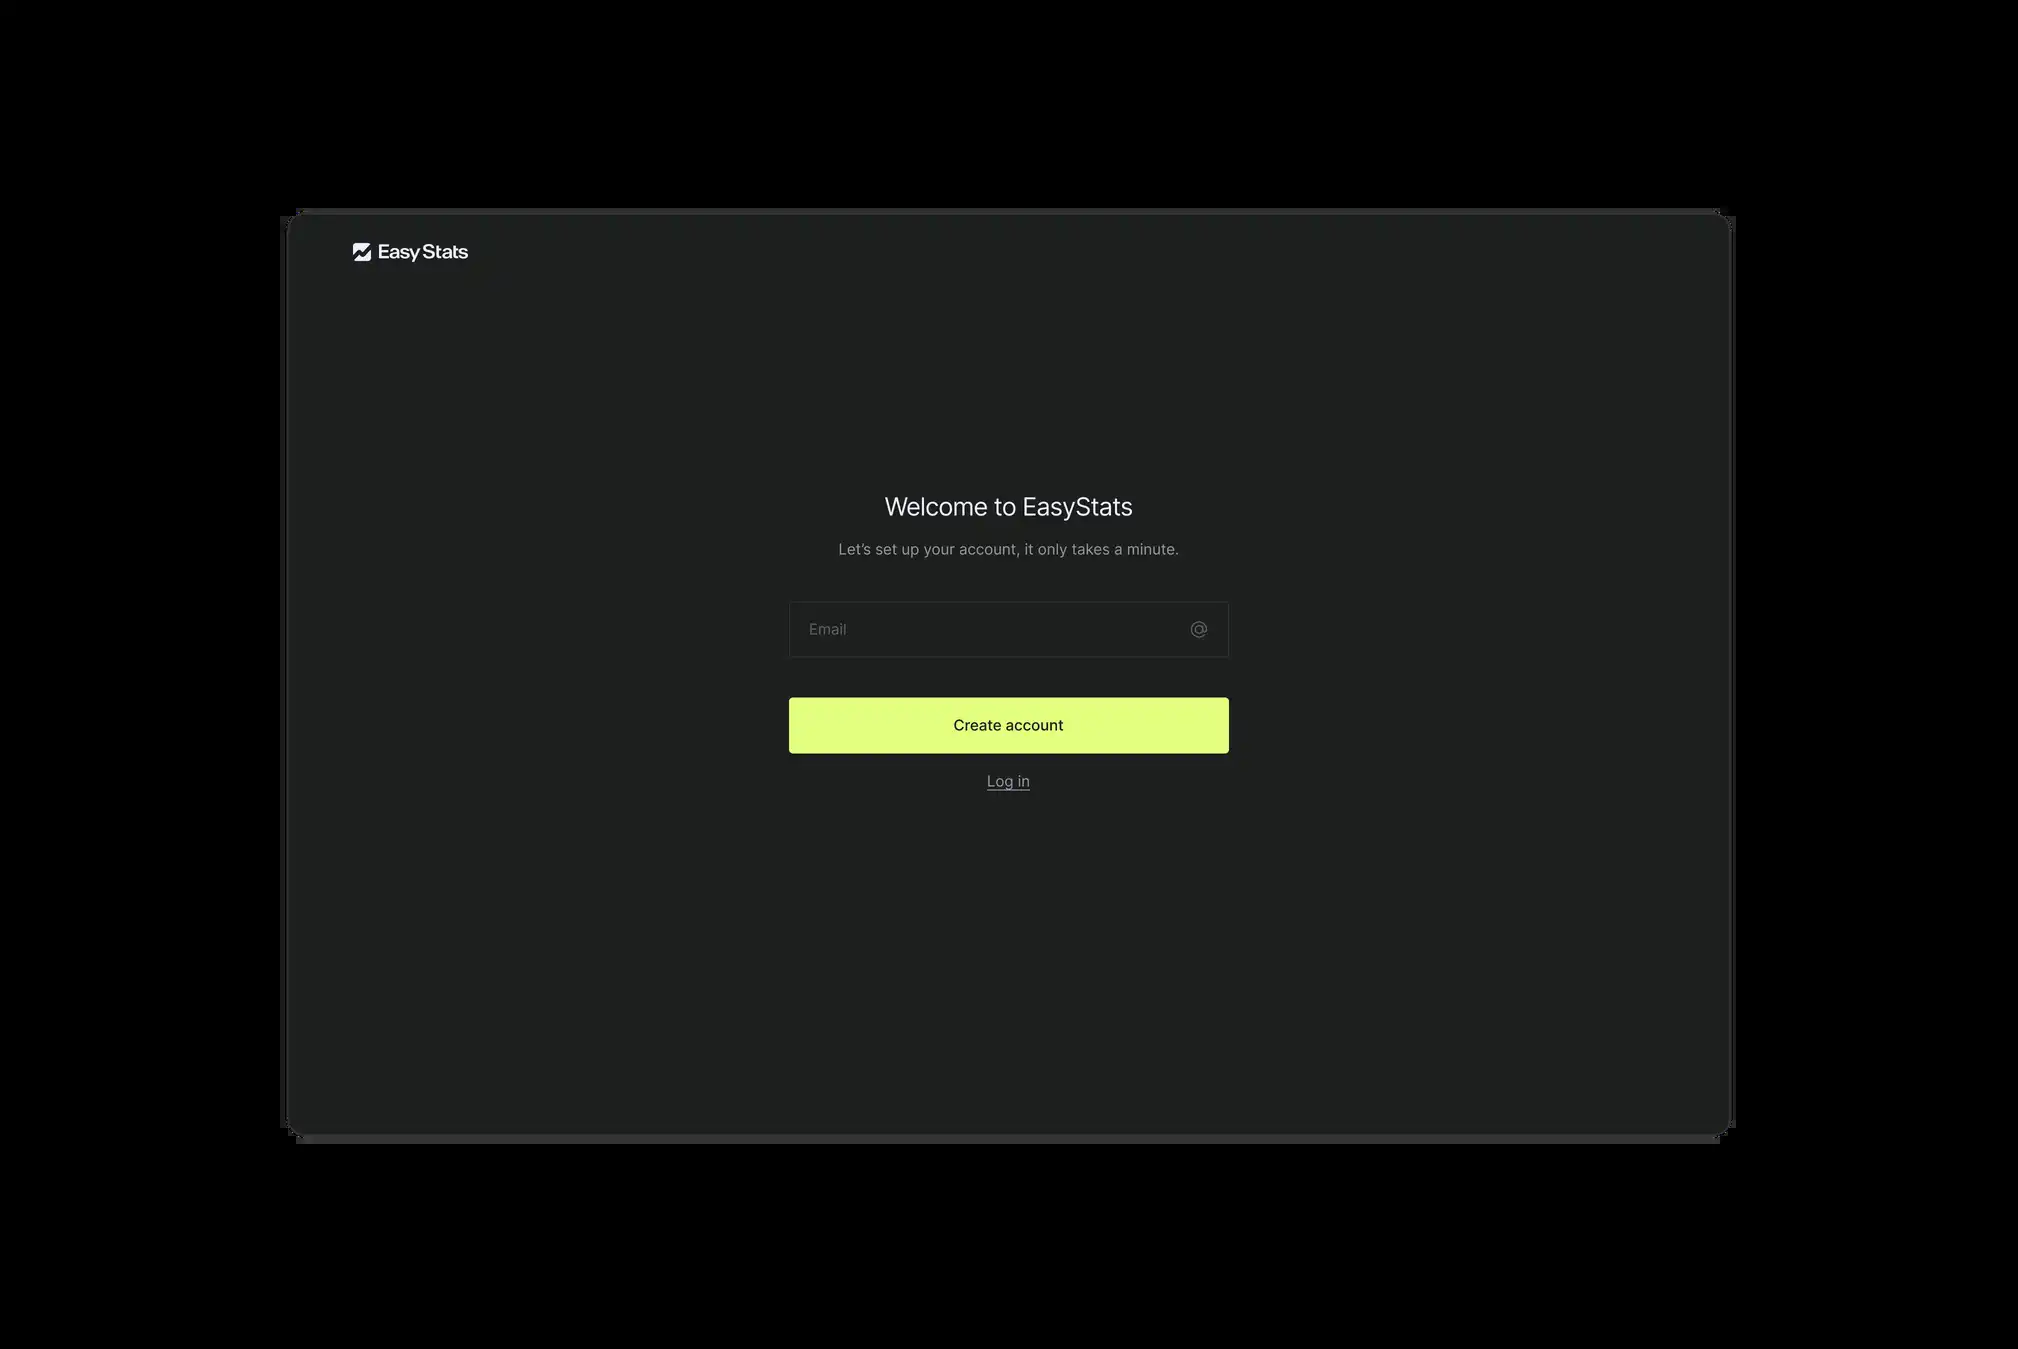 Easy Stats
Welcome to EasyStats
Let’s set up your account, it only takes a minute.
Email
Create account
Log in